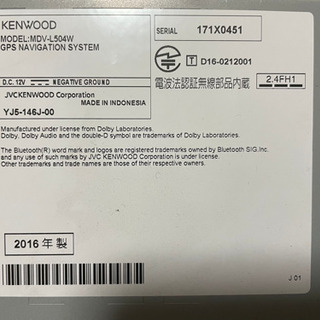 KENWOOD
MODEL:MDV-L504W
GPS NAVIGATION SYSTEM
SERIAL 171X0451
T D16-0212001
電波法認証無線部品内蔵 2.4FH1
D.C. 12V NEGATIVE GROUND
JVCKENWOOD Corporation
MADE IN INDONESIA
YJ5-146J-00
Manufactured under license from Dolby Laboratories.
Dolby, Dolby Audio and the double-D symbol are trademarks of Dolby Laboratories.
The Bluetooth(R) word mark and logos are registered trademarks owned by Bluetooth SIG.Inc
and any use of such marks by JVC KENWOOD Corporation is under license.
Other trademarks and trade names are those of their respective owners.
2016 年 製
J 01